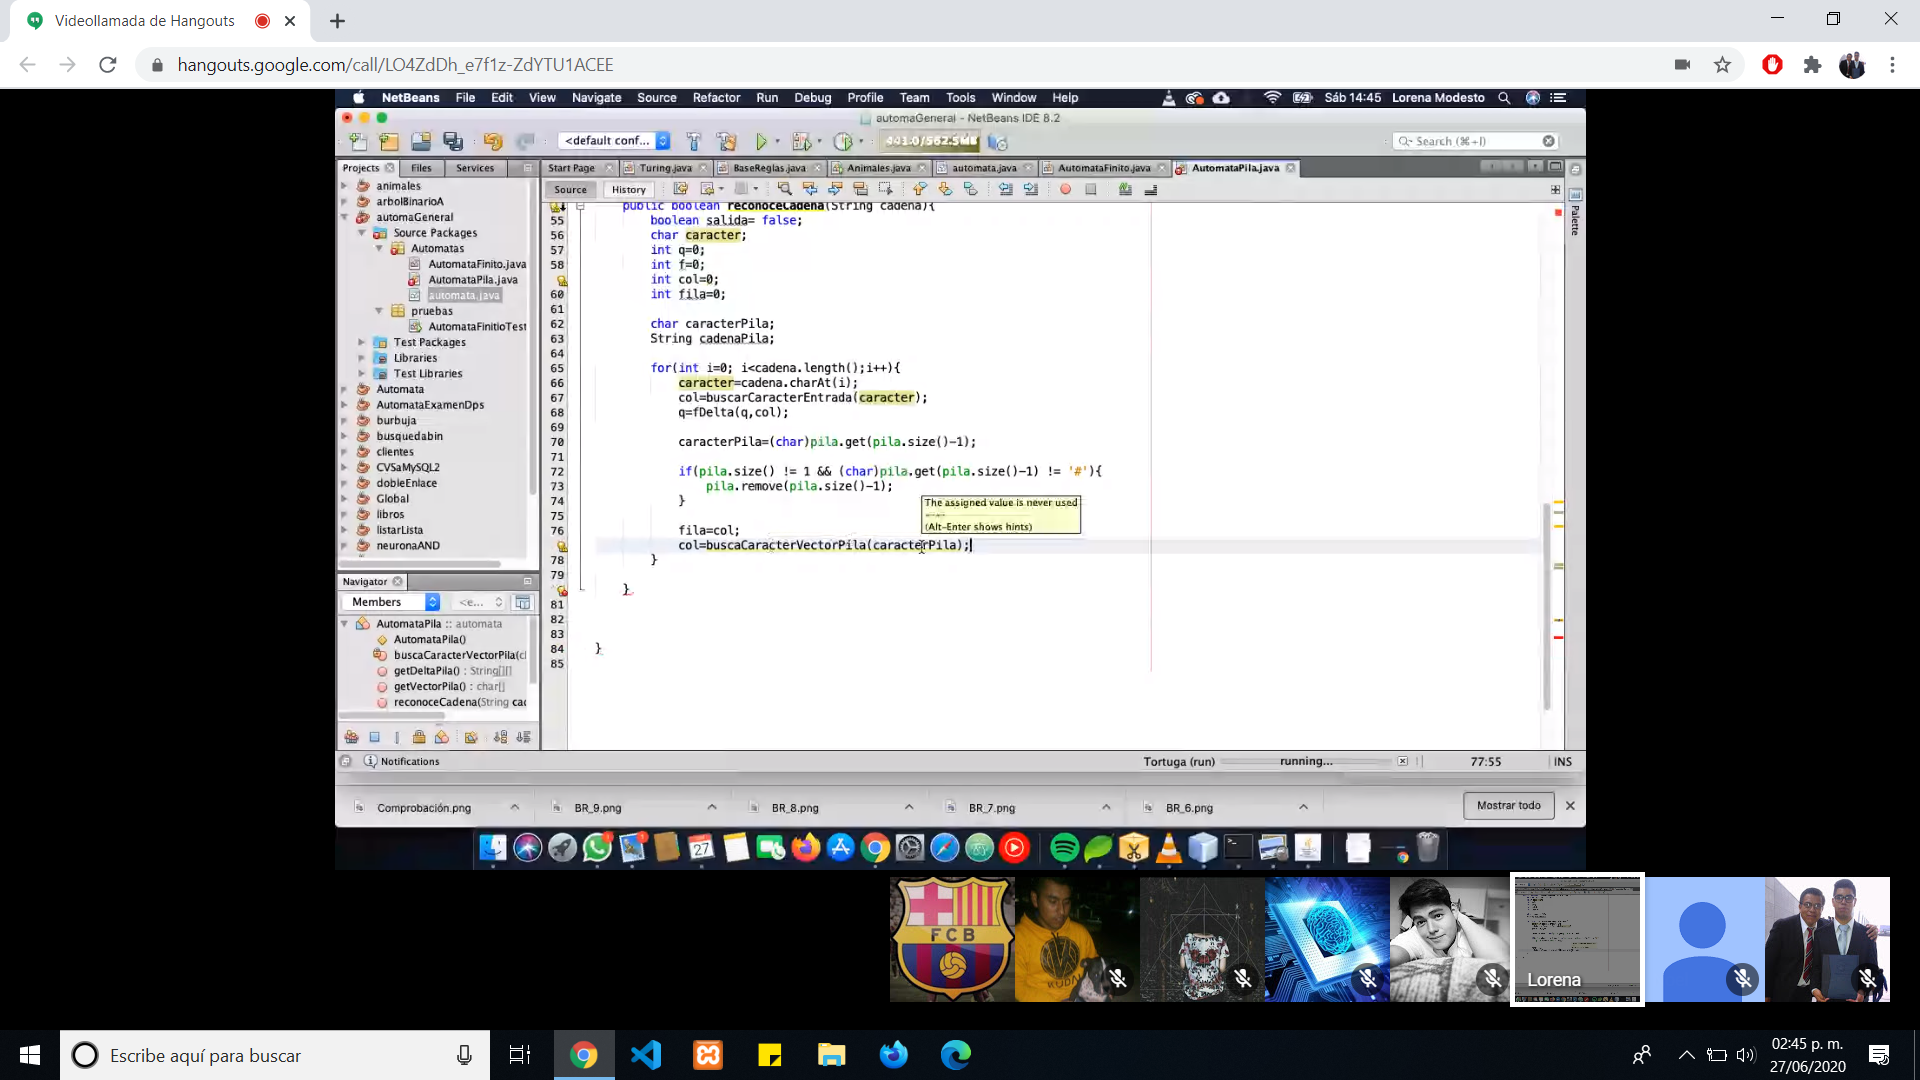 Videollamada de Hangouts
hangouts.google.com/call/LO4ZdDh_e7f1z-ZdYTU1ACEE
NetBeans File Edit View Navigate Source Refactor Run Debug Profile Team Tools Window Help
Sáb 14:45 Lorena Modesto
automaGeneral - NetBeans IDE 8.2
<default conf...
Search (⌘+I)
Projects Files Services
Start Page Turing.java BaseReglas.java Animales.java automata.java AutomataFinito.java AutomataPila.java
Source History
Palette
animales
arbolBinarioA
automaGeneral
Source Packages
Automatas
AutomataFinito.java
AutomataPila.java
automata.java
pruebas
AutomataFinitioTest
Test Packages
Libraries
Test Libraries
Automata
AutomataExamenDps
burbuja
busquedabin
clientes
CVSaMySQL2
dobleEnlace
Global
libros
listarLista
neuronaAND
public boolean reconoceCadena(String cadena){
55 boolean salida= false;
56 char caracter;
57 int q=0;
58 int f=0;
int col=0;
60 int fila=0;
61
62 char caracterPila;
63 String cadenaPila;
64
65 for(int i=0; i<cadena.length();i++){
66 caracter=cadena.charAt(i);
67 col=buscarCaracterEntrada(caracter);
68 q=fDelta(q,col);
69
70 caracterPila=(char)pila.get(pila.size()-1);
71
72 if(pila.size() != 1 && (char)pila.get(pila.size()-1) != '#'){
73 pila.remove(pila.size()-1);
74 }
75
76 fila=col;
col=buscaCaracterVectorPila(caracterPila);
78 }
79
}
81
82
83
84 }
85
The assigned value is never used
(Alt-Enter shows hints)
Navigator
Members <e...
AutomataPila :: automata
AutomataPila()
buscaCaracterVectorPila(c
getDeltaPila() : String[][]
getVectorPila() : char[]
reconoceCadena(String cad
Notifications
Tortuga (run) running... 77:55 INS
Comprobación.png BR_9.png BR_8.png BR_7.png BR_6.png Mostrar todo
27
FCB
Lorena
Escribe aquí para buscar
02:45 p. m.
27/06/2020